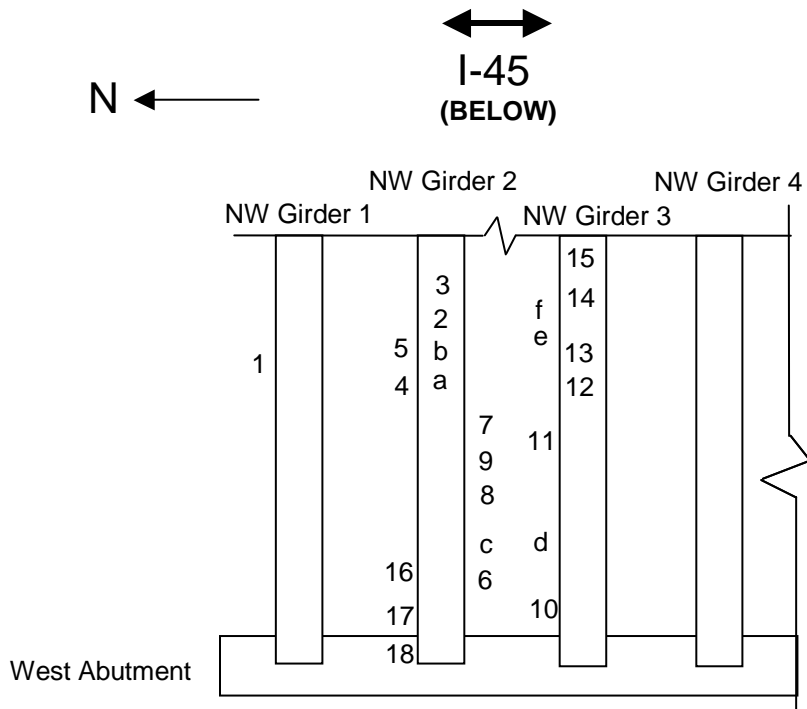 I-45
N
(BELOW)
NW Girder 2
NW Girder 4
NW Girder 1
NW Girder 3
15
3
14
f
2
e
5
b
13
1
4
a
12
7
11
9
8
c
d
16
6
17
10
18
West Abutment